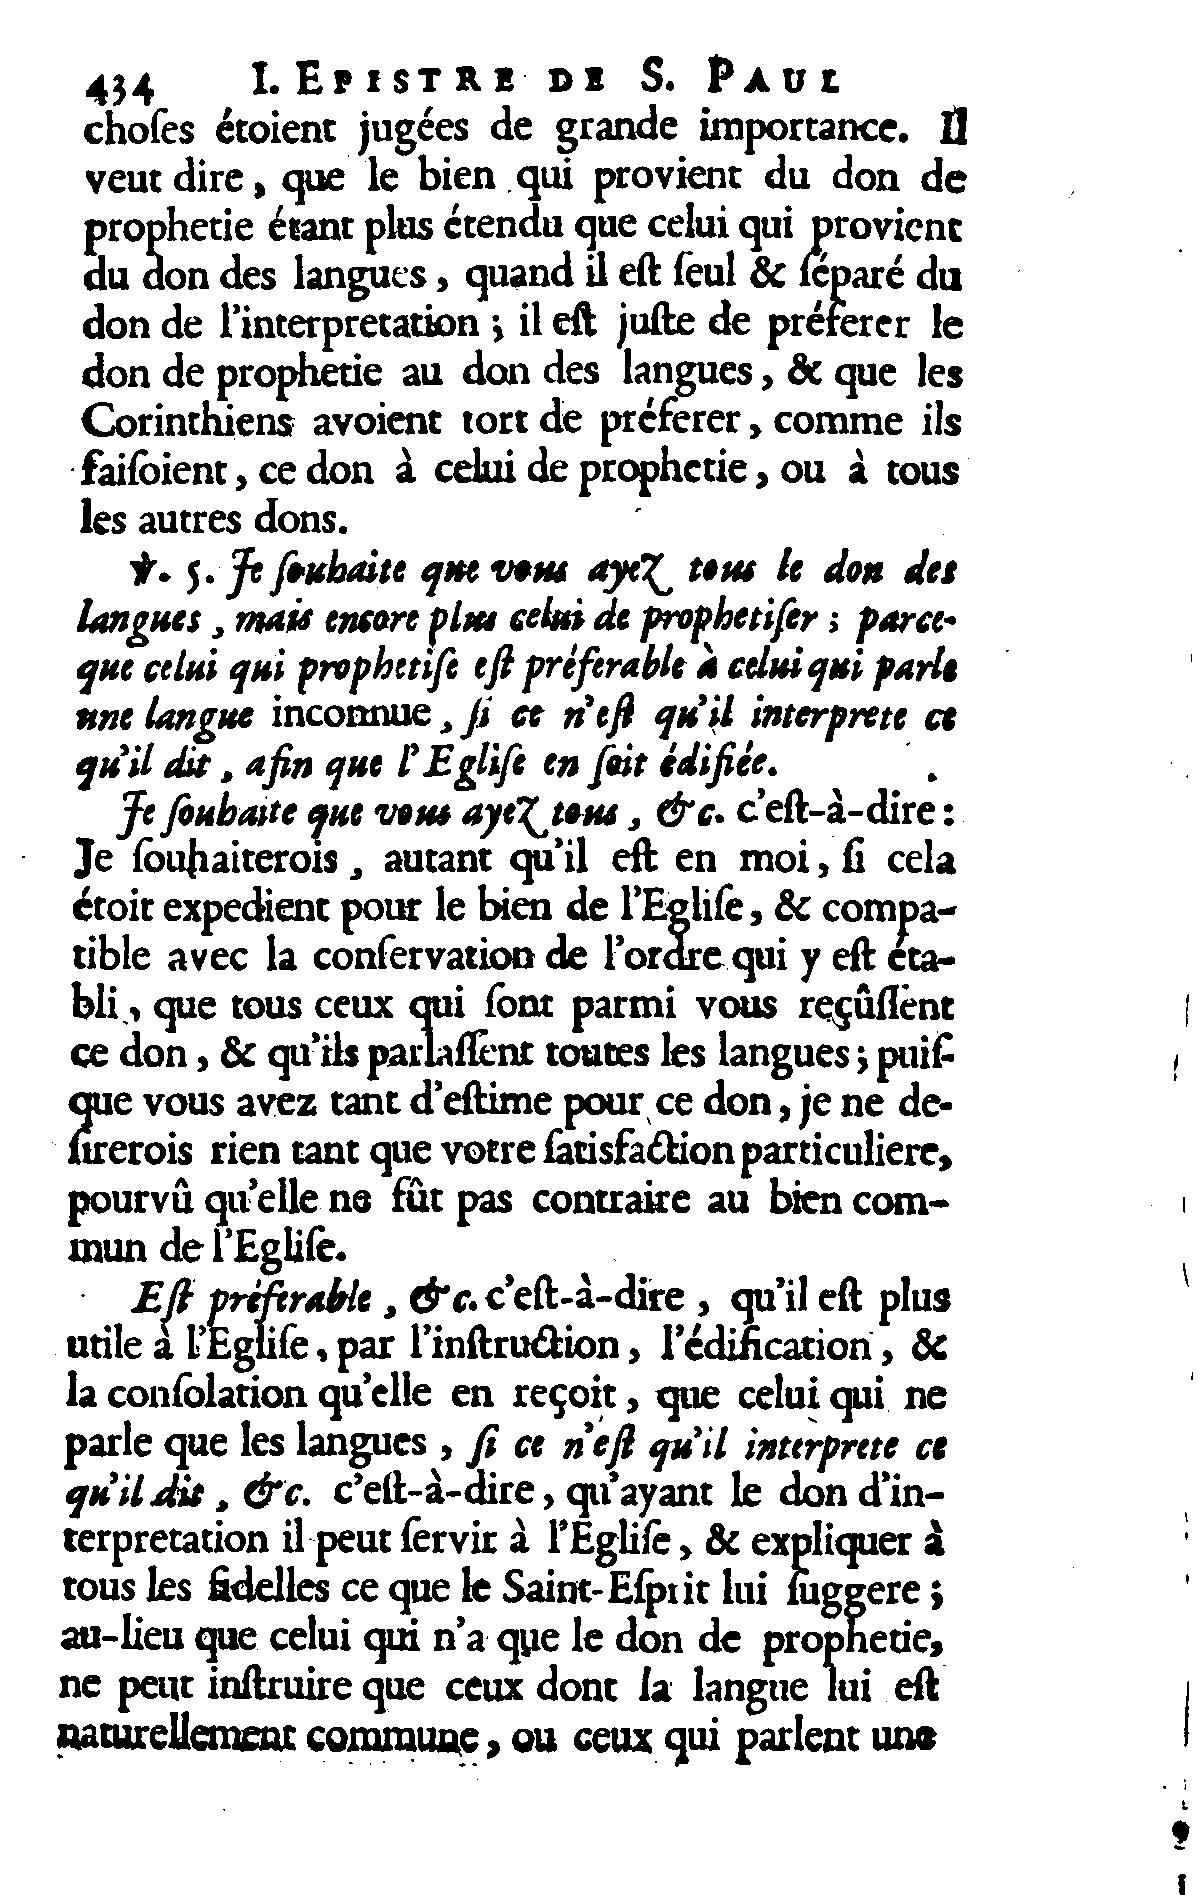 434 I. EPISTRE DE S. PAUL
choſes étoient jugées de grande importance. Il
veut dire, que le bien qui provient du don de
prophetie étant plus étendu que celui qui provient
du don des langues, quand il eſt ſeul & ſéparé du
don de l'interpretation ; il eſt juſte de préferer le
don de prophetie au don des langues, & que les
Corinthiens avoient tort de préferer, comme ils
faiſoient, ce don à celui de prophetie, ou à tous
les autres dons.
℣. 5. Je ſouhaite que vous ayez tous le don des
langues, mais encore plus celui de prophetiſer ; parce-
que celui qui prophetiſe eſt préferable à celui qui parle
une langue inconnue, ſi ce n'eſt qu'il interprete ce
qu'il dit, afin que l'Egliſe en ſoit édifiée.
Je ſouhaite que vous ayez tous, &c. c'eſt-à-dire :
Je ſouhaiterois, autant qu'il eſt en moi, ſi cela
étoit expedient pour le bien de l'Egliſe, & compa-
tible avec la conſervation de l'ordre qui y eſt éta-
bli, que tous ceux qui ſont parmi vous reçûſſent
ce don, & qu'ils parlaſſent toutes les langues ; puiſ-
que vous avez tant d'eſtime pour ce don, je ne de-
ſirerois rien tant que votre ſatisfaction particuliere,
pourvû qu'elle ne fût pas contraire au bien com-
mun de l'Egliſe.
Eſt préferable, &c. c'eſt-à-dire, qu'il eſt plus
utile à l'Egliſe, par l'inſtruction, l'édification, &
la conſolation qu'elle en reçoit, que celui qui ne
parle que les langues, ſi ce n'eſt qu'il interprete ce
qu'il dit, &c. c'eſt-à-dire, qu'ayant le don d'in-
terpretation il peut ſervir à l'Egliſe, & expliquer à
tous les fidelles ce que le Saint-Eſprit lui ſuggere ;
au-lieu que celui qui n'a que le don de prophetie,
ne peut inſtruire que ceux dont la langue lui eſt
naturellement commune, ou ceux qui parlent une